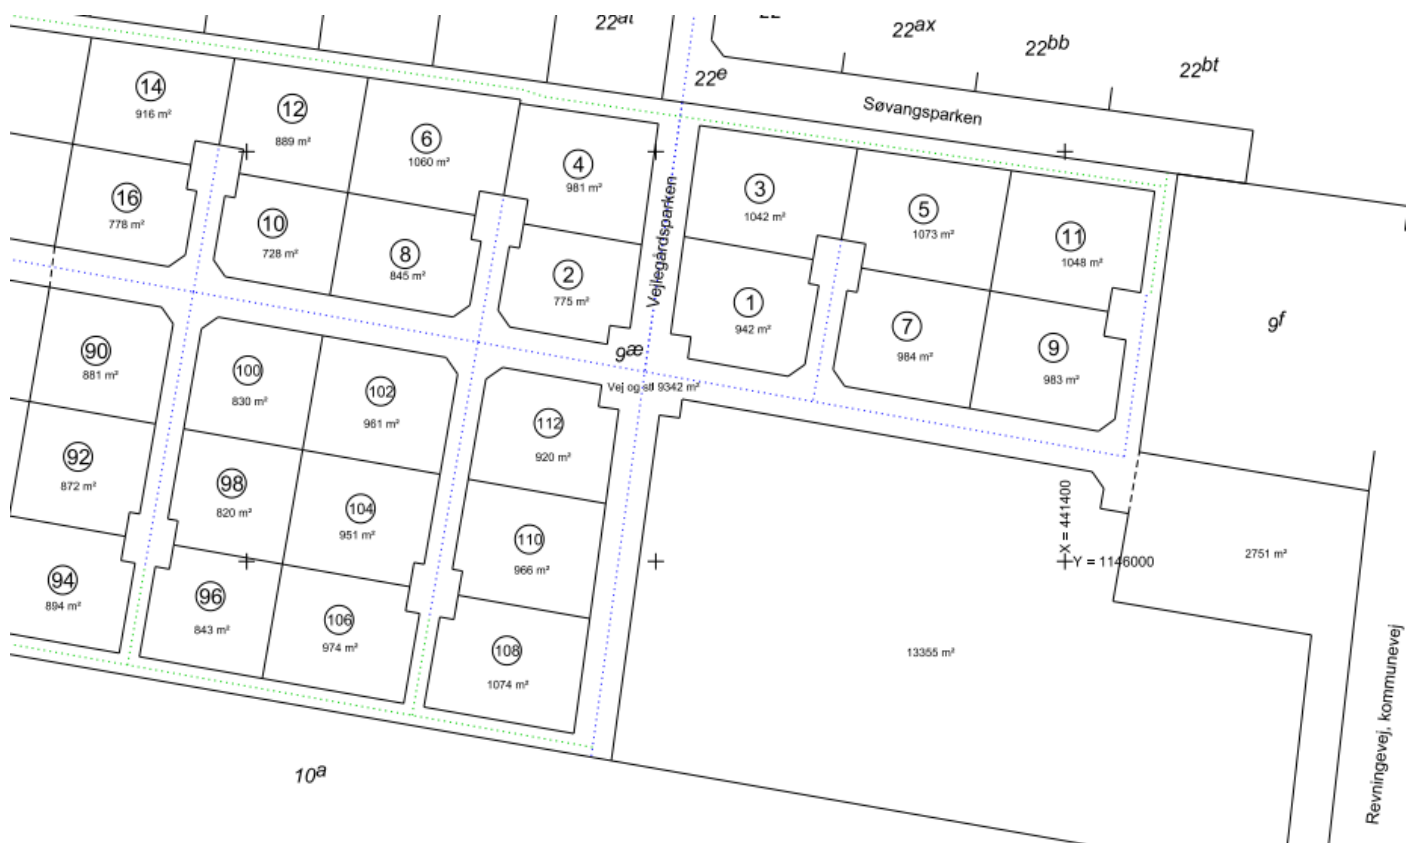 22ax
22bb
22bt
22e
Søvangsparken
14
916 m²
12
889 m²
6
1060 m²
4
981 m²
3
1042 m²
5
1073 m²
11
1048 m²
16
778 m²
10
728 m²
8
845 m²
2
775 m²
Vejlegårdsparken
1
942 m²
7
984 m²
9
983 m²
9f
90
881 m²
100
830 m²
102
961 m²
9æ
Vej og sti 9342 m²
112
920 m²
92
872 m²
98
820 m²
104
951 m²
110
966 m²
X = 441400
Y = 1146000
2751 m²
94
894 m²
96
843 m²
106
974 m²
108
1074 m²
13355 m²
Revningevej, kommunevej
10a